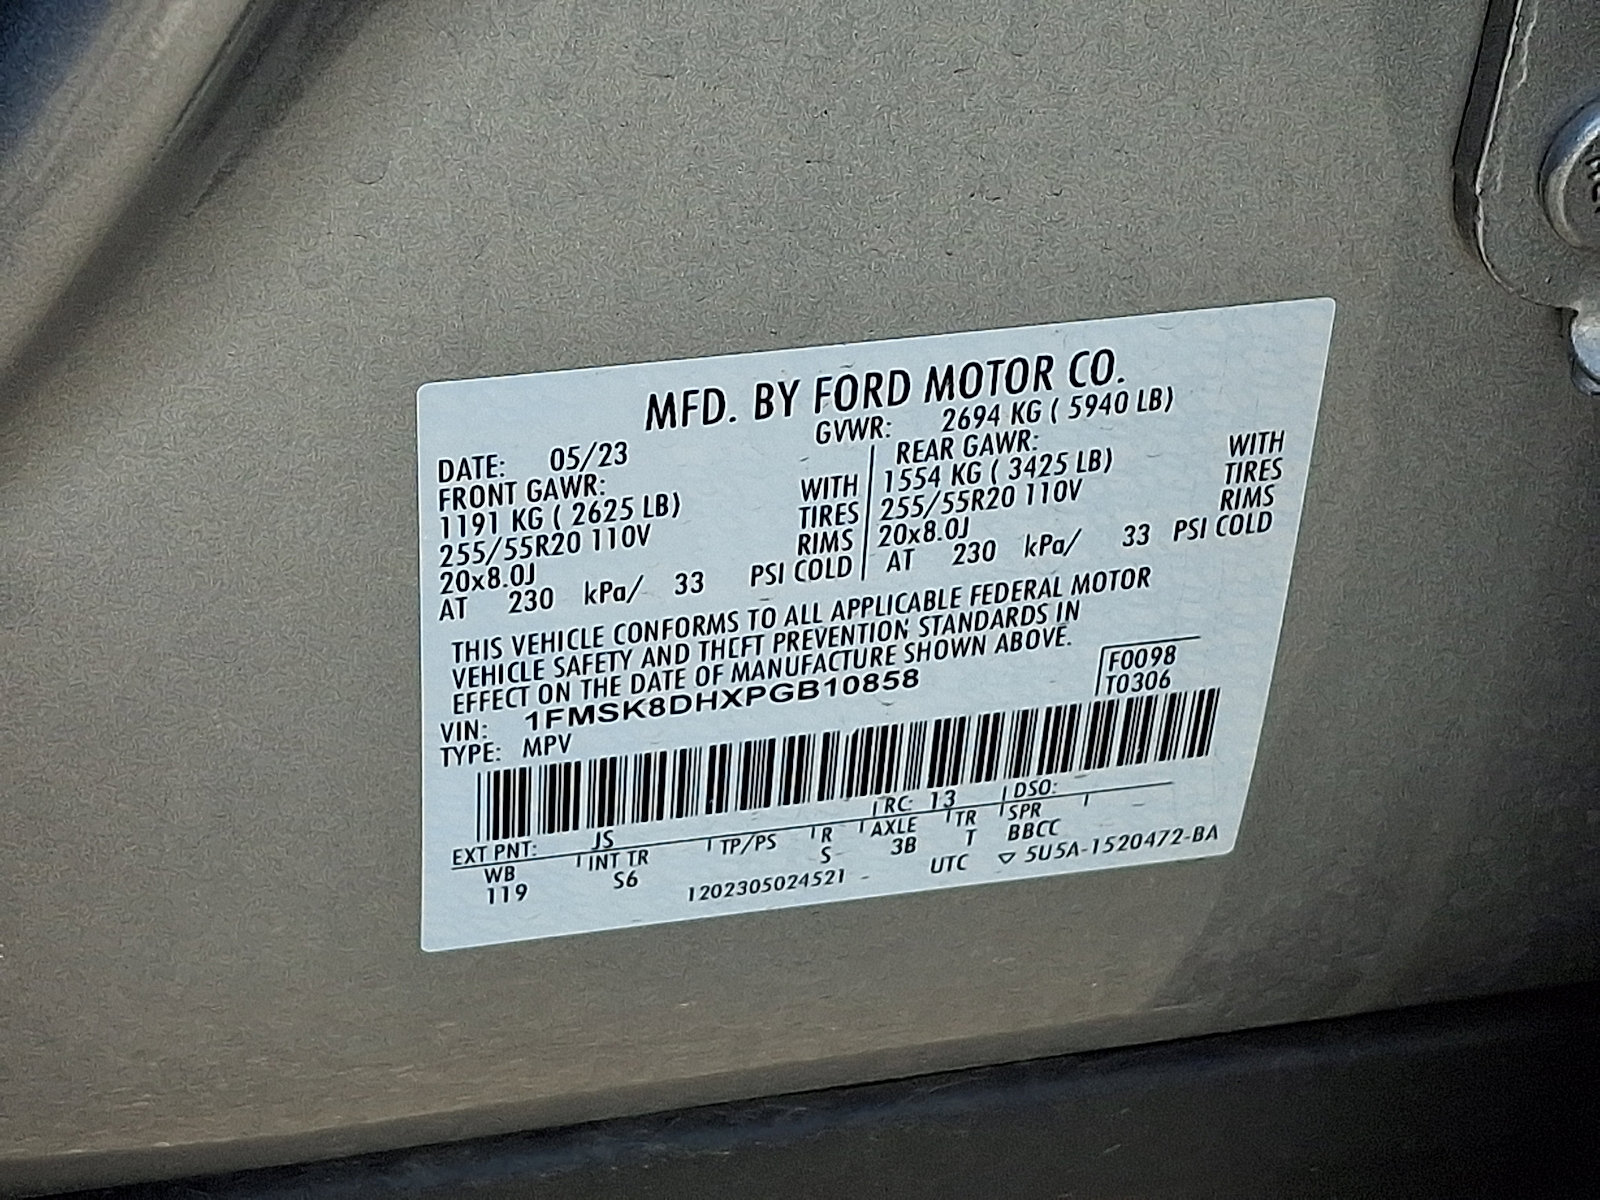 MFD. BY FORD MOTOR CO.
DATE: 05/23 GVWR: 2694 KG ( 5940 LB)
FRONT GAWR: REAR GAWR:
1191 KG ( 2625 LB) WITH 1554 KG ( 3425 LB) WITH
255/55R20 110V TIRES 255/55R20 110V TIRES
20x8.0J RIMS 20x8.0J RIMS
AT 230 kPa/ 33 PSI COLD AT 230 kPa/ 33 PSI COLD
THIS VEHICLE CONFORMS TO ALL APPLICABLE FEDERAL MOTOR
VEHICLE SAFETY AND THEFT PREVENTION STANDARDS IN
EFFECT ON THE DATE OF MANUFACTURE SHOWN ABOVE.
VIN: 1FMSK8DHXPGB10858 F0098
TYPE: MPV T0306
EXT PNT: JS RC: 13 DSO:
WB INT TR TP/PS R AXLE TR SPR
119 S6 S 3B T BBCC
1202305024521 - UTC ▽ 5U5A-1520472-BA